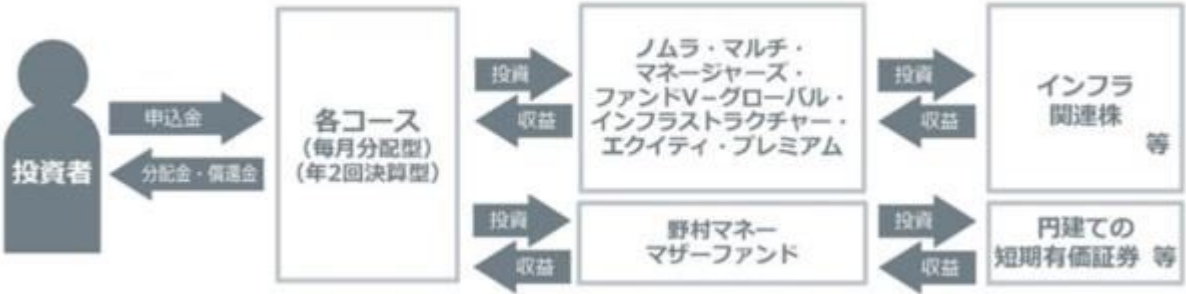 投資者
申込金
分配金・償還金
各コース
(毎月分配型)
(年2回決算型)
投資
収益
ノムラ・マルチ・
マネージャーズ・
ファンドⅤ-グローバル・
インフラストラクチャー・
エクイティ・プレミアム
投資
収益
インフラ
関連株
等
投資
収益
野村マネー
マザーファンド
投資
収益
円建ての
短期有価証券 等